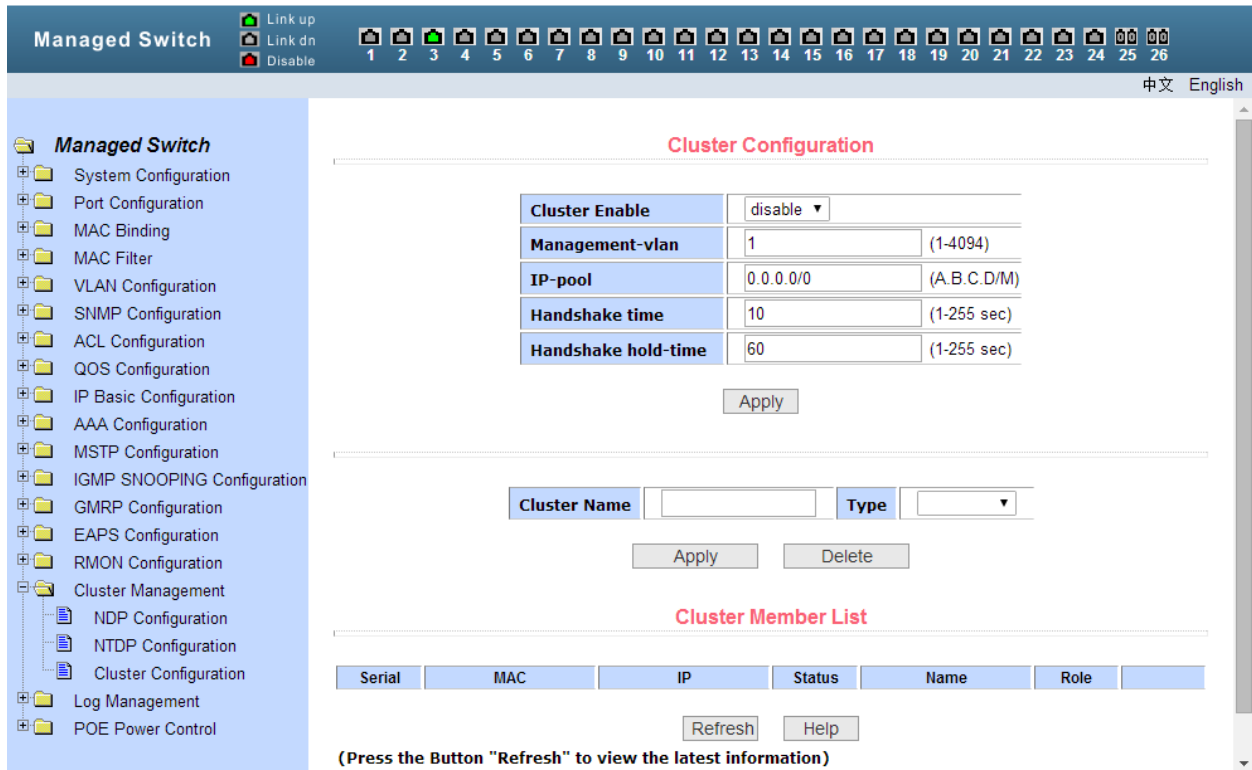 Managed Switch
Link up
Link dn
Disable
1 2 3 4 5 6 7 8 9 10 11 12 13 14 15 16 17 18 19 20 21 22 23 24 25 26
中文 English
Managed Switch
System Configuration
Port Configuration
MAC Binding
MAC Filter
VLAN Configuration
SNMP Configuration
ACL Configuration
QOS Configuration
IP Basic Configuration
AAA Configuration
MSTP Configuration
IGMP SNOOPING Configuration
GMRP Configuration
EAPS Configuration
RMON Configuration
Cluster Management
NDP Configuration
NTDP Configuration
Cluster Configuration
Log Management
POE Power Control
Cluster Configuration
Cluster Enable disable
Management-vlan 1 (1-4094)
IP-pool 0.0.0.0/0 (A.B.C.D/M)
Handshake time 10 (1-255 sec)
Handshake hold-time 60 (1-255 sec)
Apply
Cluster Name Type
Apply Delete
Cluster Member List
Serial MAC IP Status Name Role
Refresh Help
(Press the Button "Refresh" to view the latest information)